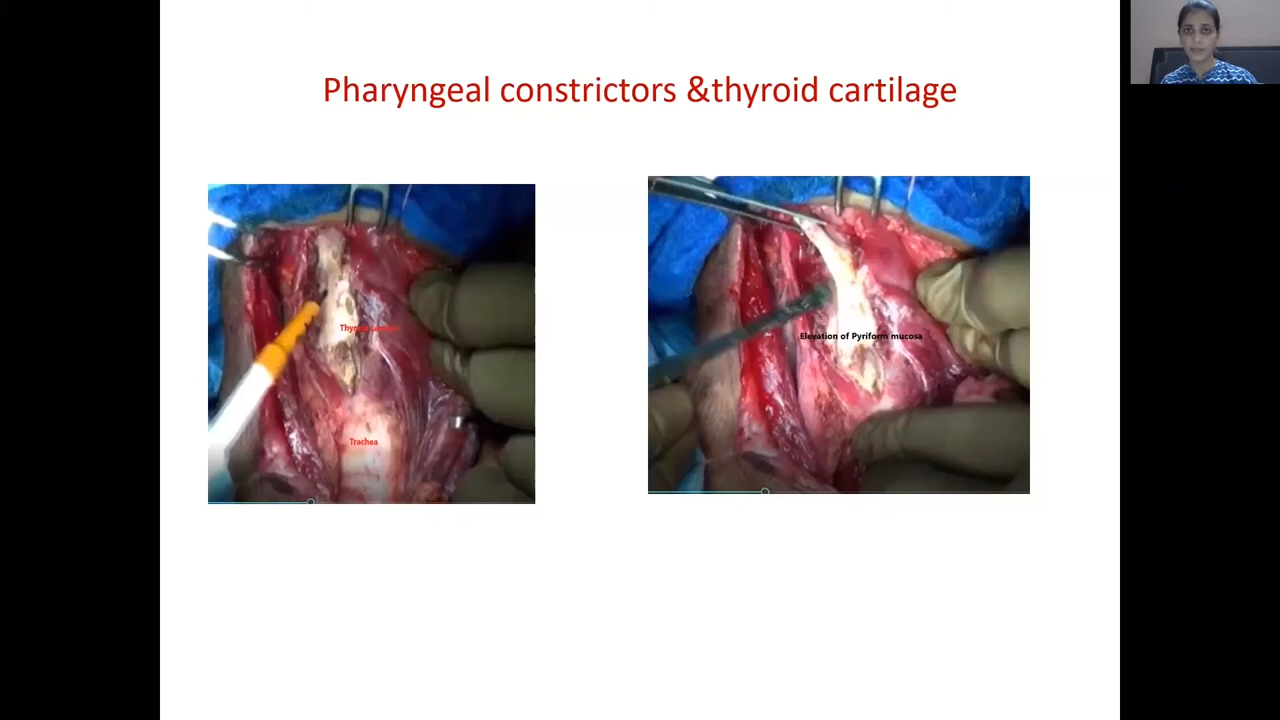 Pharyngeal constrictors &thyroid cartilage
Elevation of Pyriform mucosa
Trachea